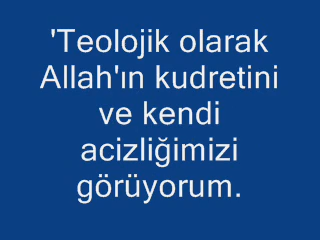 'Teolojik olarak
Allah'ın kudretini
ve kendi
acizliğimizi
görüyorum.